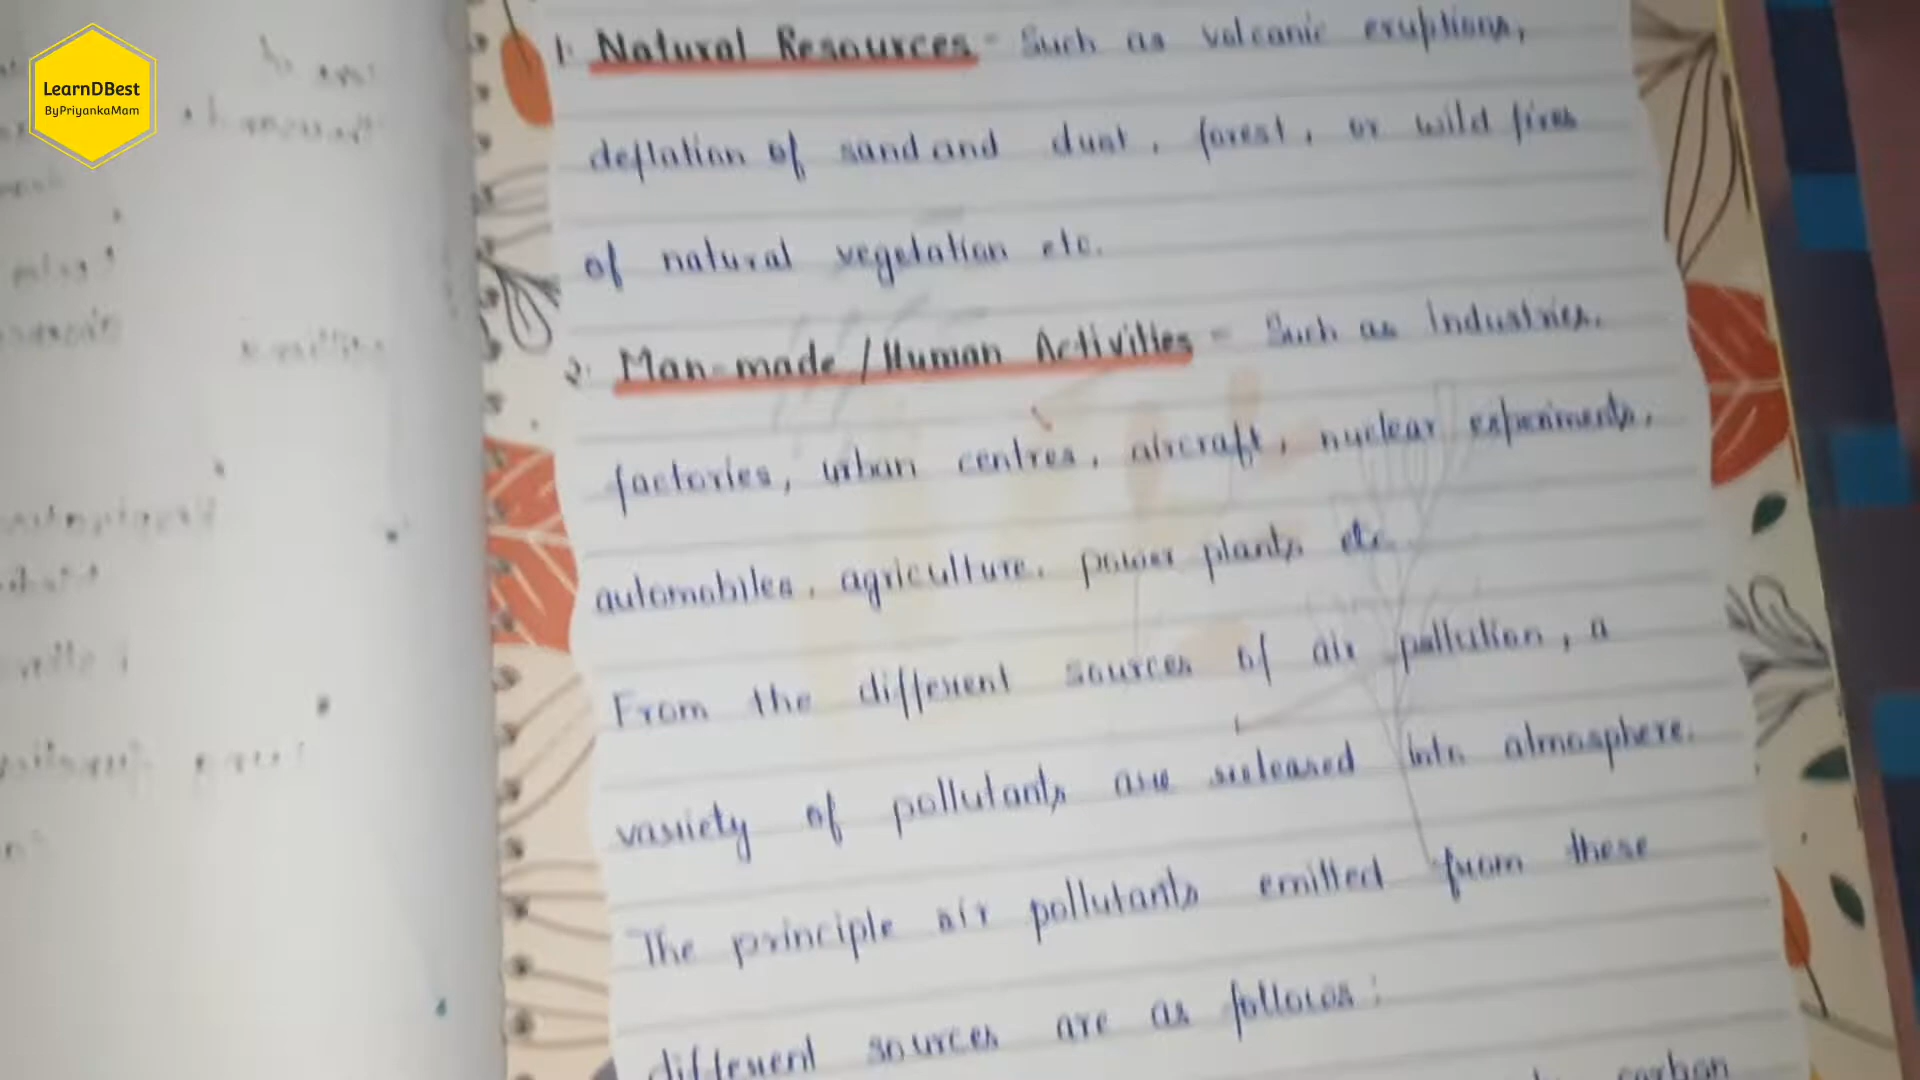 LearnDBest
ByPriyankaMam
1. Natural Resources - Such as volcanic eruptions,
deflation of sand and dust, forest, or wild fires
of natural vegetation etc.
2. Man-made / Human Activities - Such as industries,
factories, urban centres, aircraft, nuclear experiments,
automobiles, agriculture, power plants etc.
From the different sources of air pollution, a
variety of pollutants are released into atmosphere.
The principle air pollutants emitted from these
different sources are as follows:
carbon